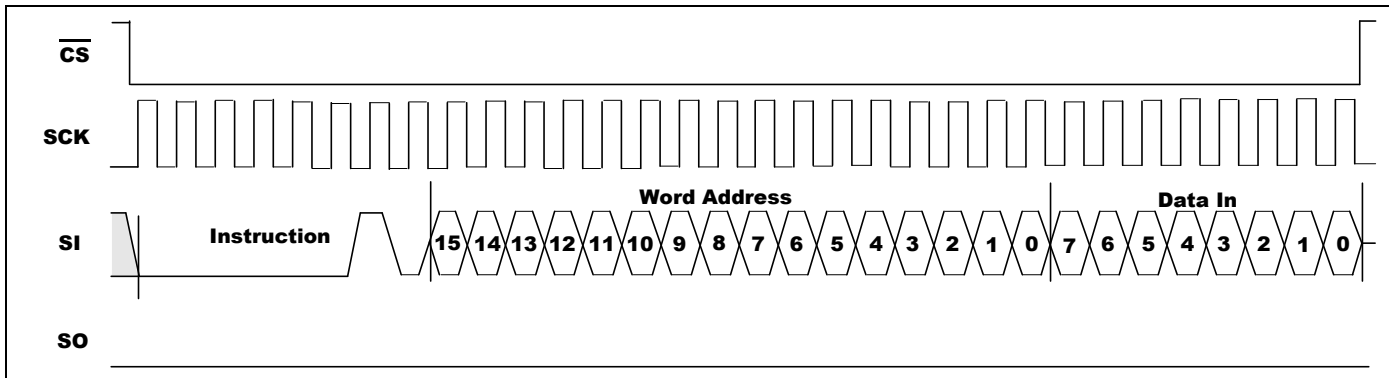 CS
SCK
Word Address
Data In
SI
Instruction
15 14 13 12 11 10 9 8 7 6 5 4 3 2 1 0 7 6 5 4 3 2 1 0
SO